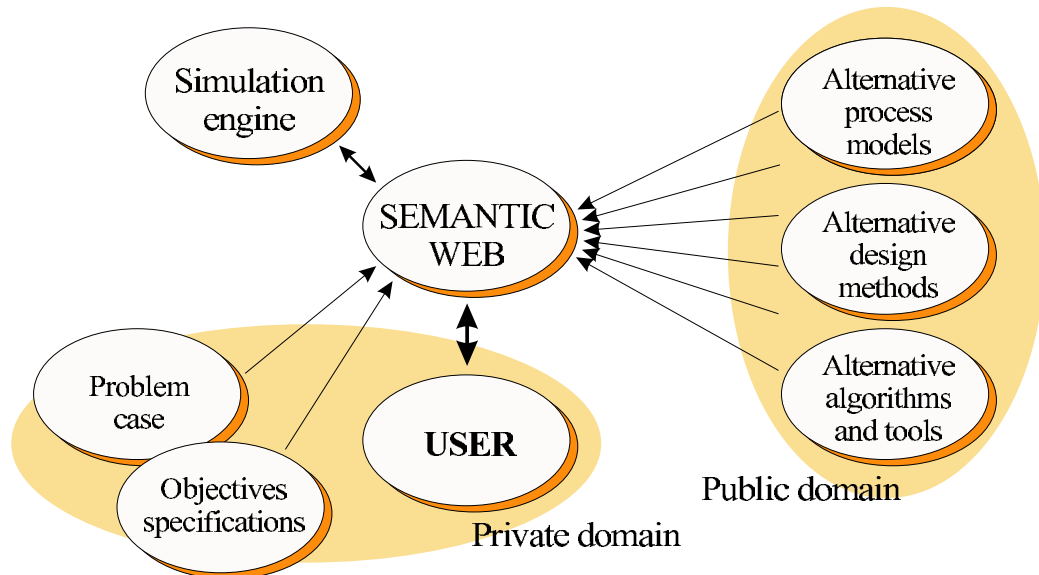 Simulation
engine
SEMANTIC
WEB
Alternative
process
models
Alternative
design
methods
Alternative
algorithms
and tools
Public domain
Problem
case
Objectives
specifications
USER
Private domain